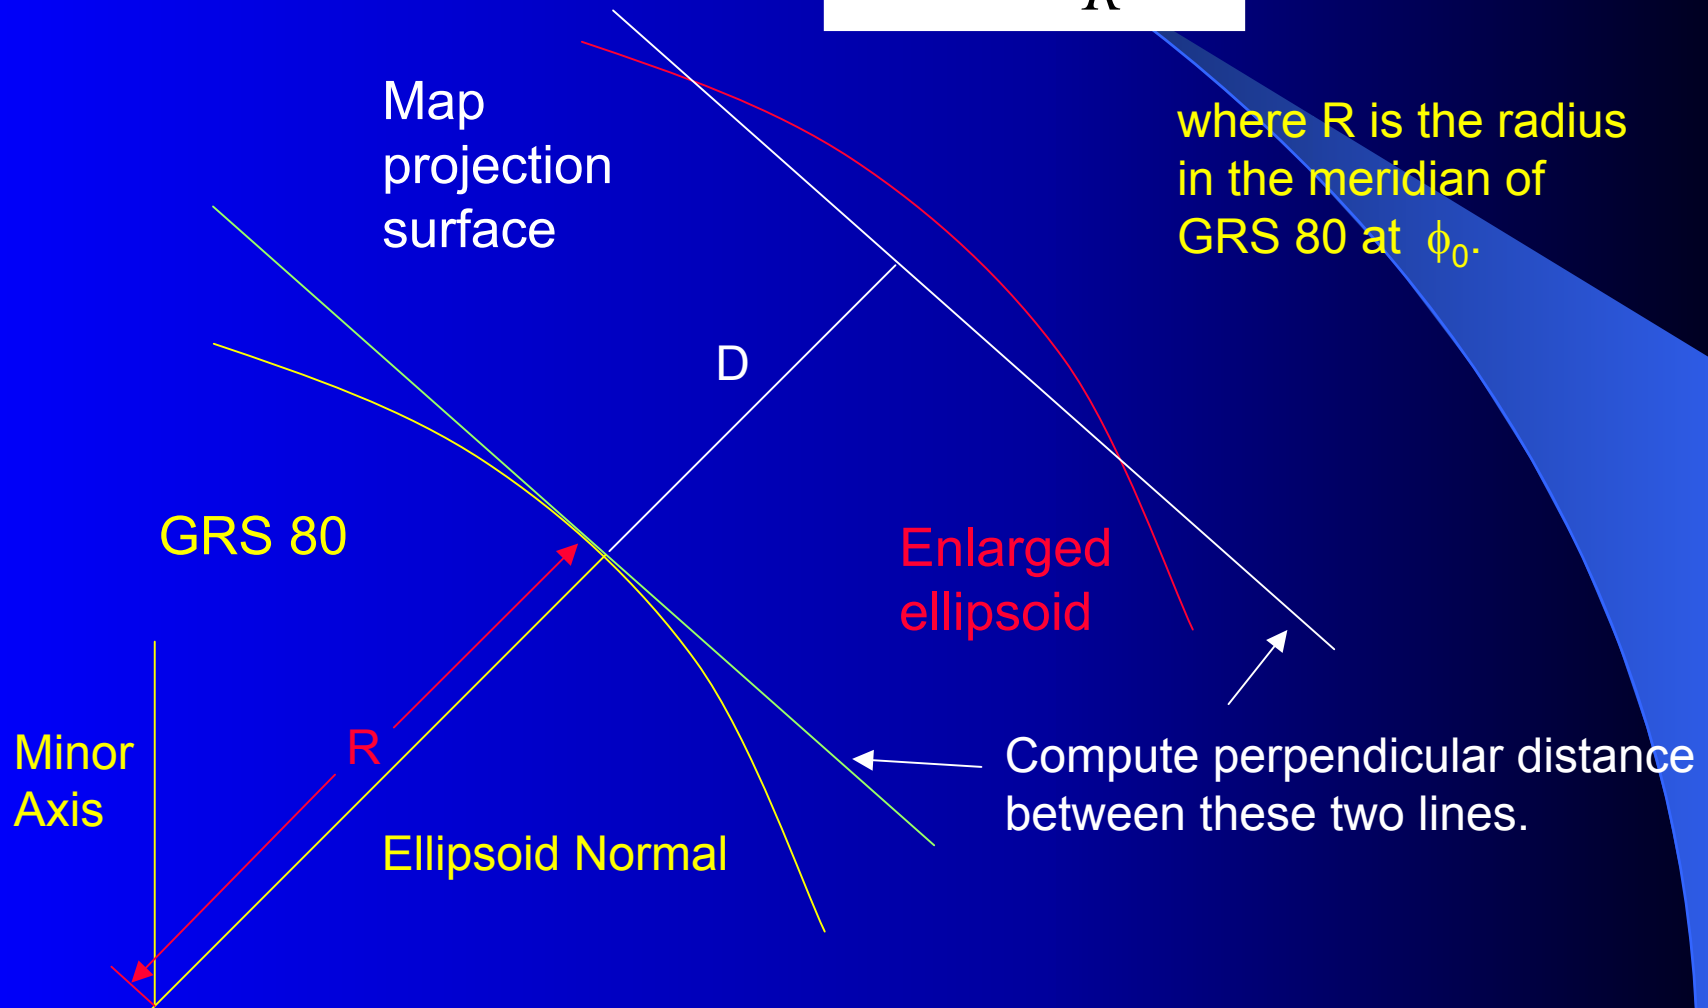 R
Map
projection
surface
where R is the radius
in the meridian of
GRS 80 at ϕ₀.
D
GRS 80
Enlarged
ellipsoid
R
Minor
Axis
Compute perpendicular distance
between these two lines.
Ellipsoid Normal